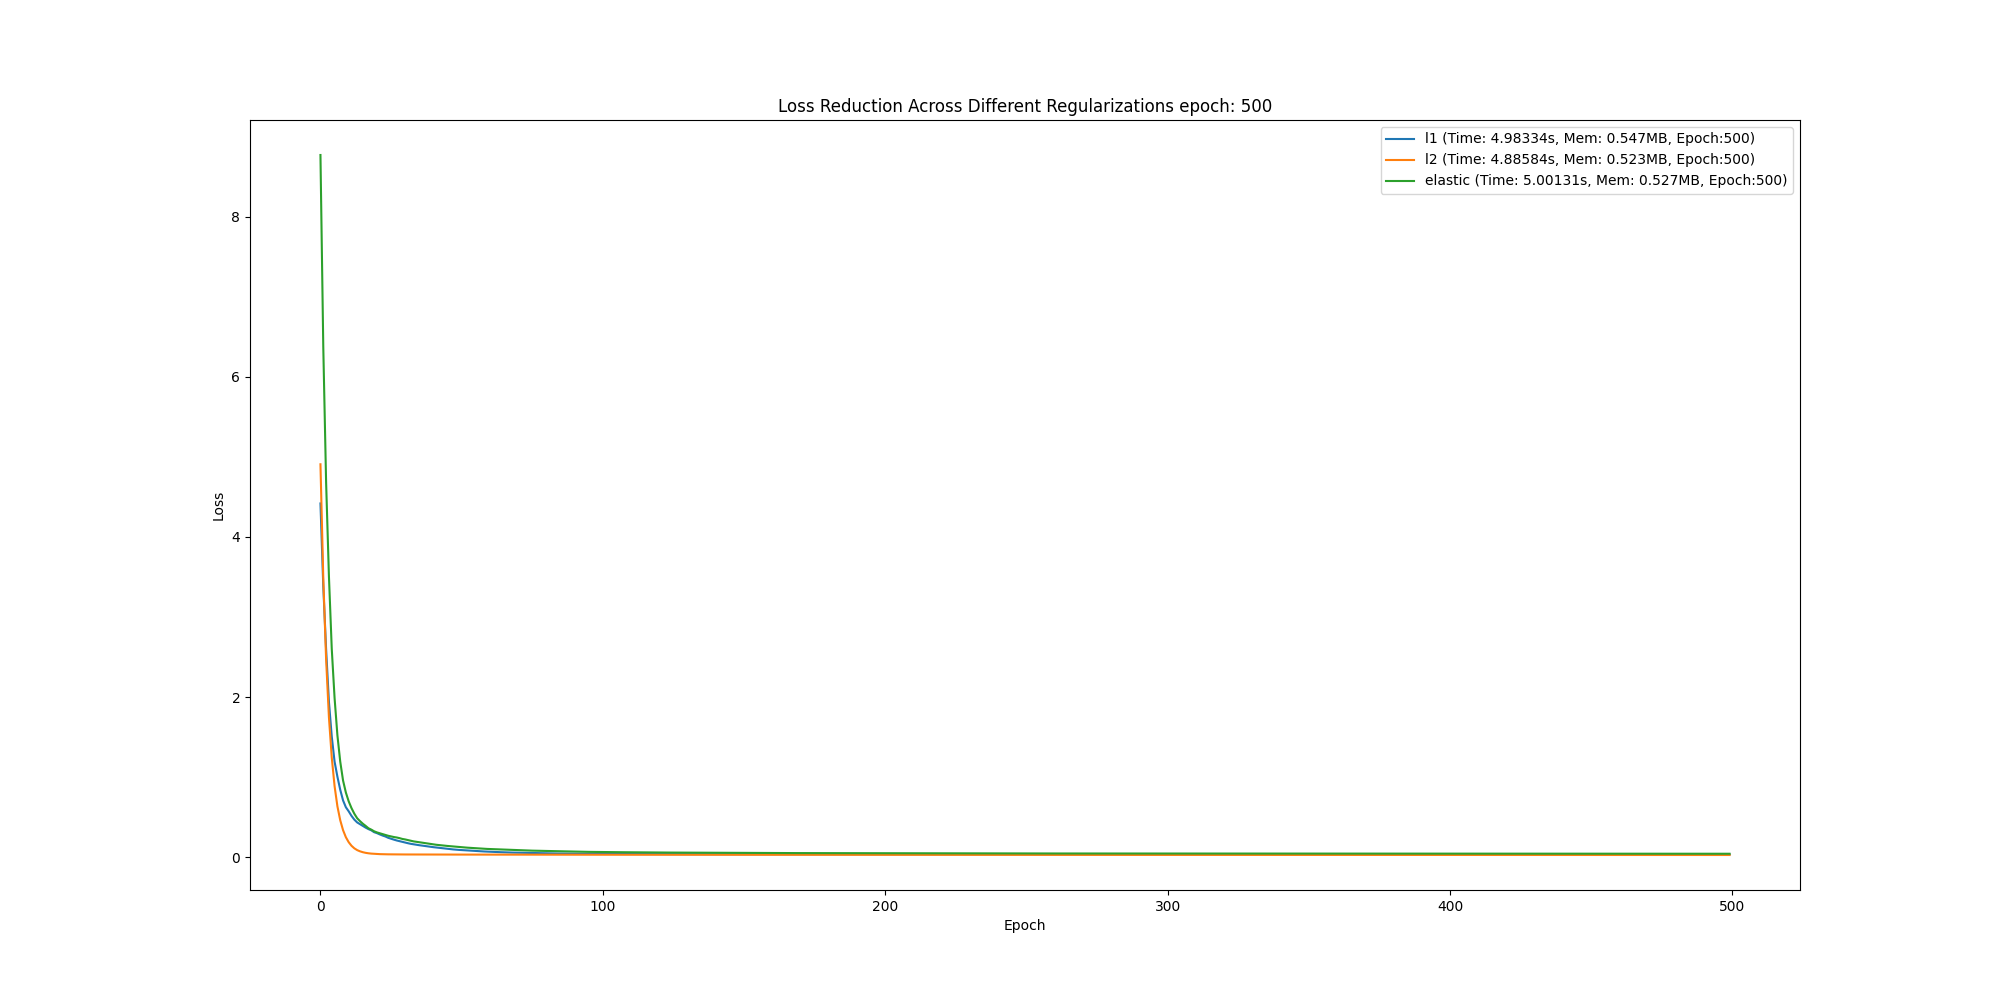 Loss Reduction Across Different Regularizations epoch: 500
l1 (Time: 4.98334s, Mem: 0.547MB, Epoch:500)
l2 (Time: 4.88584s, Mem: 0.523MB, Epoch:500)
elastic (Time: 5.00131s, Mem: 0.527MB, Epoch:500)
8
6
4
2
0
Loss
0 100 200 300 400 500
Epoch